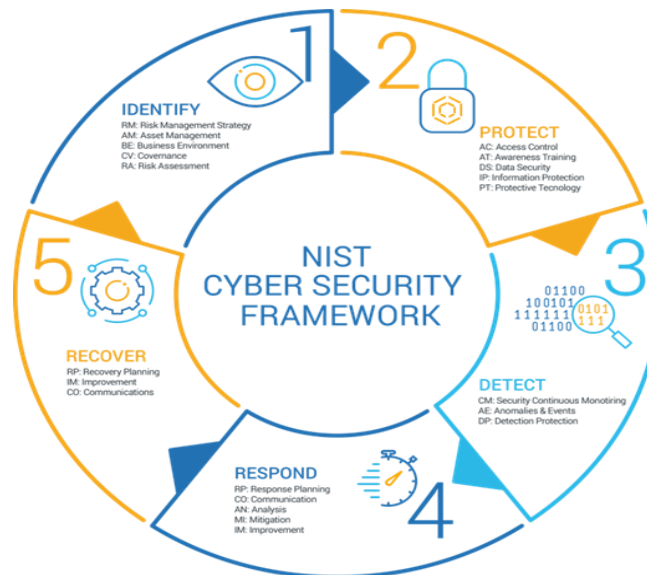 1
IDENTIFY
RM: Risk Management Strategy
AM: Asset Management
BE: Business Environment
CV: Covernance
RA: Risk Assessment
2
PROTECT
AC: Access Control
AT: Awareness Training
DS: Data Security
IP: Information Protection
PT: Protective Tecnology
3
01100
100101
111111
01100
0101
111
DETECT
CM: Security Continuous Monotiring
AE: Anomalies & Events
DP: Detection Protection
4
RESPOND
RP: Response Planning
CO: Communication
AN: Analysis
MI: Mitigation
IM: Improvement
5
RECOVER
RP: Recovery Planning
IM: Improvement
CO: Communications
NIST
CYBER SECURITY
FRAMEWORK